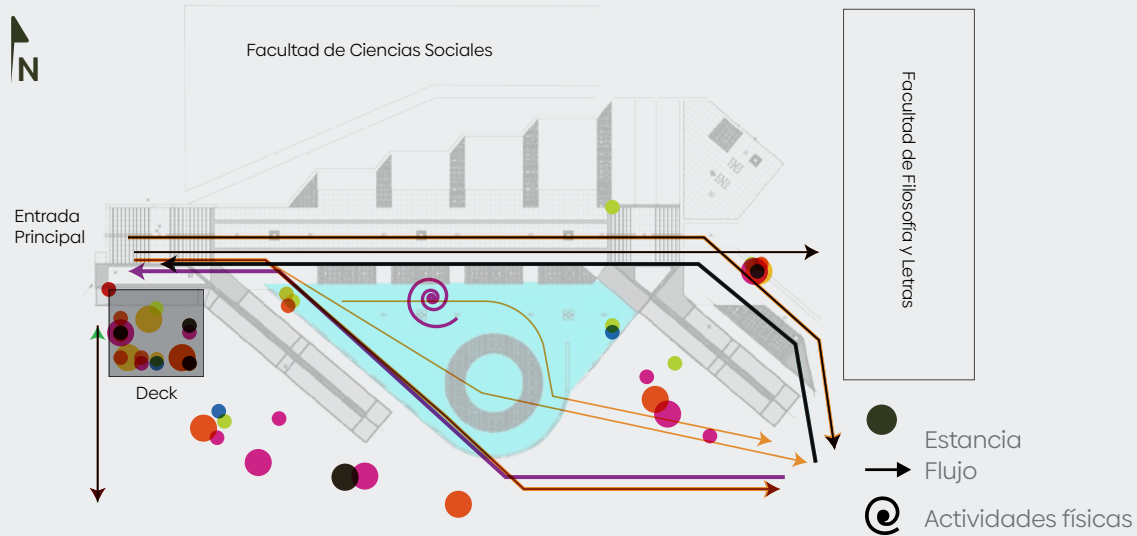 N
Facultad de Ciencias Sociales
Facultad de Filosofía y Letras
Entrada
Principal
Deck
Estancia
Flujo
Actividades físicas